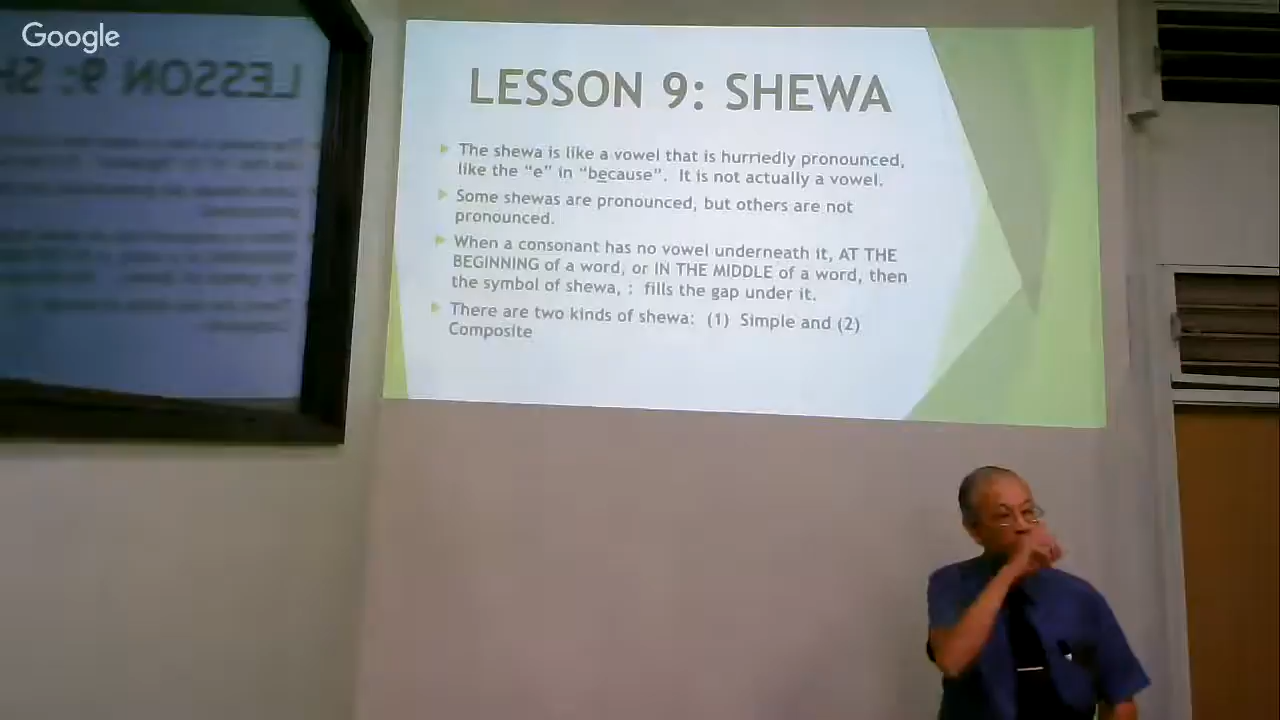 Google
LESSON 9: SHEWA
LESSON 9: SH
The shewa is like a vowel that is hurriedly pronounced,
like the “e” in “because”. It is not actually a vowel.
Some shewas are pronounced, but others are not
pronounced.
When a consonant has no vowel underneath it, AT THE
BEGINNING of a word, or IN THE MIDDLE of a word, then
the symbol of shewa, : fills the gap under it.
There are two kinds of shewa: (1) Simple and (2)
Composite